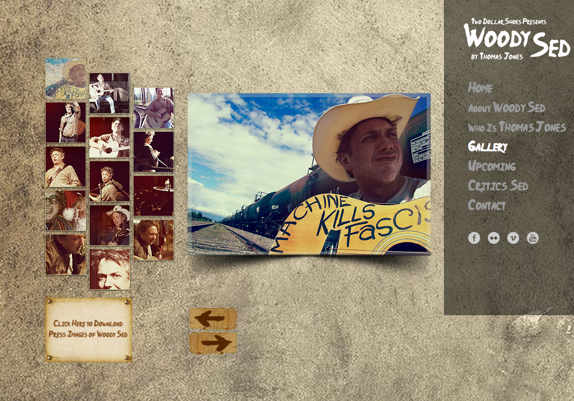 Two Dollar Shoes Presents
Woody Sed
by Thomas Jones
Home
About Woody Sed
Who Is Thomas Jones
Gallery
Upcoming
Critics Sed
Contact
MACHINE
KILLS
FaSCiS
Click Here to Download
Press Images of Woody Sed